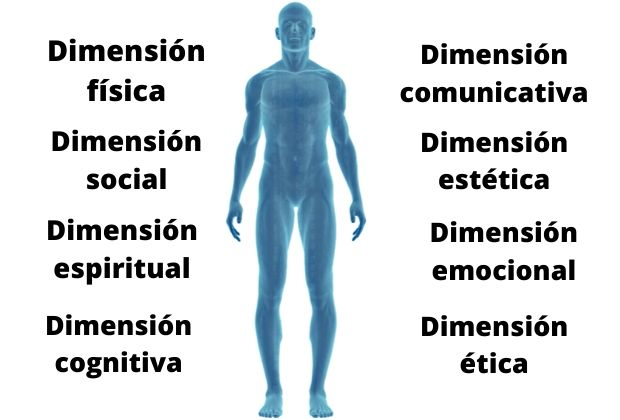 Dimensión
física
Dimensión
social
Dimensión
espiritual
Dimensión
cognitiva
Dimensión
comunicativa
Dimensión
estética
Dimensión
emocional
Dimensión
ética